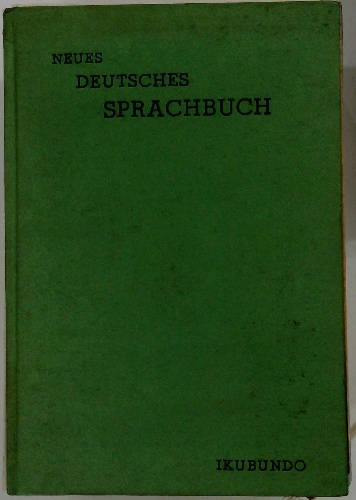 NEUES
DEUTSCHES
SPRACHBUCH
IKUBUNDO